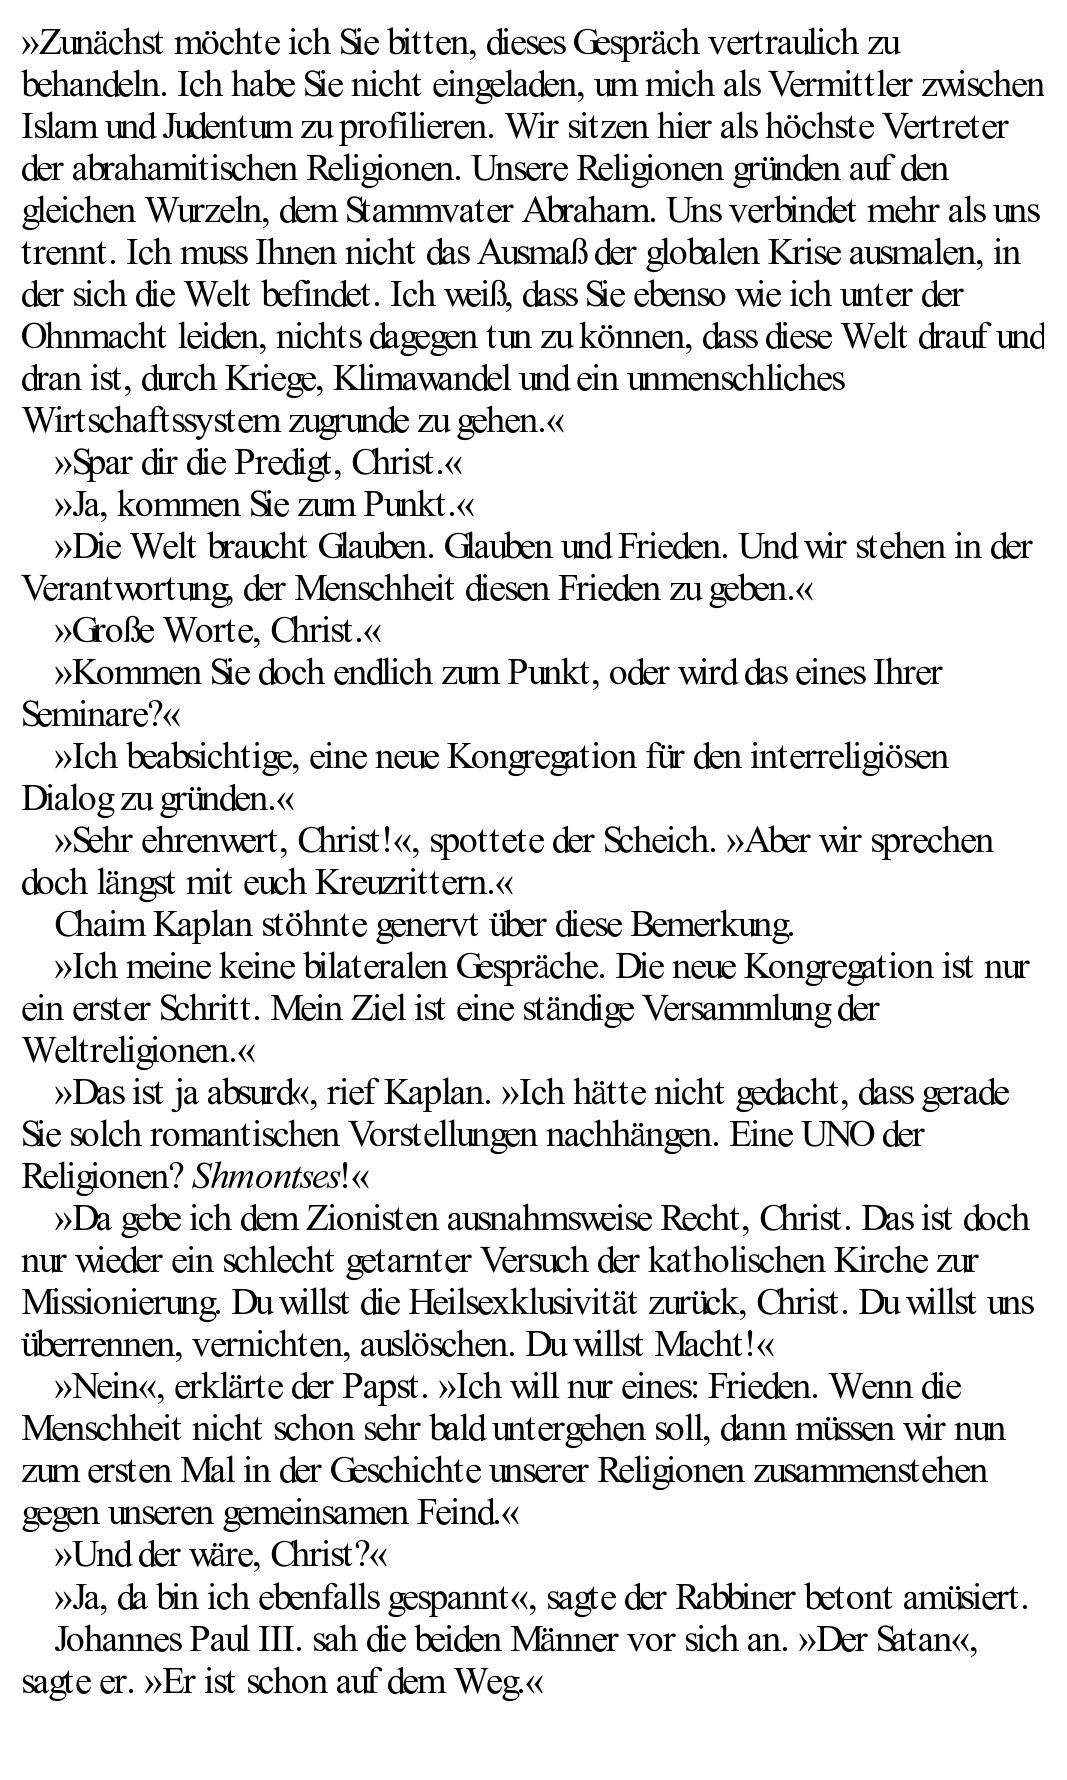 »Zunächst möchte ich Sie bitten, dieses Gespräch vertraulich zu
behandeln. Ich habe Sie nicht eingeladen, um mich als Vermittler zwischen
Islam und Judentum zu profilieren. Wir sitzen hier als höchste Vertreter
der abrahamitischen Religionen. Unsere Religionen gründen auf den
gleichen Wurzeln, dem Stammvater Abraham. Uns verbindet mehr als uns
trennt. Ich muss Ihnen nicht das Ausmaß der globalen Krise ausmalen, in
der sich die Welt befindet. Ich weiß, dass Sie ebenso wie ich unter der
Ohnmacht leiden, nichts dagegen tun zu können, dass diese Welt drauf und
dran ist, durch Kriege, Klimawandel und ein unmenschliches
Wirtschaftssystem zugrunde zu gehen.«
»Spar dir die Predigt, Christ.«
»Ja, kommen Sie zum Punkt.«
»Die Welt braucht Glauben. Glauben und Frieden. Und wir stehen in der
Verantwortung, der Menschheit diesen Frieden zu geben.«
»Große Worte, Christ.«
»Kommen Sie doch endlich zum Punkt, oder wird das eines Ihrer
Seminare?«
»Ich beabsichtige, eine neue Kongregation für den interreligiösen
Dialog zu gründen.«
»Sehr ehrenwert, Christ!«, spottete der Scheich. »Aber wir sprechen
doch längst mit euch Kreuzrittern.«
Chaim Kaplan stöhnte genervt über diese Bemerkung.
»Ich meine keine bilateralen Gespräche. Die neue Kongregation ist nur
ein erster Schritt. Mein Ziel ist eine ständige Versammlung der
Weltreligionen.«
»Das ist ja absurd«, rief Kaplan. »Ich hätte nicht gedacht, dass gerade
Sie solch romantischen Vorstellungen nachhängen. Eine UNO der
Religionen? Shmontses!«
»Da gebe ich dem Zionisten ausnahmsweise Recht, Christ. Das ist doch
nur wieder ein schlecht getarnter Versuch der katholischen Kirche zur
Missionierung. Du willst die Heilsexklusivität zurück, Christ. Du willst uns
überrennen, vernichten, auslöschen. Du willst Macht!«
»Nein«, erklärte der Papst. »Ich will nur eines: Frieden. Wenn die
Menschheit nicht schon sehr bald untergehen soll, dann müssen wir nun
zum ersten Mal in der Geschichte unserer Religionen zusammenstehen
gegen unseren gemeinsamen Feind.«
»Und der wäre, Christ?«
»Ja, da bin ich ebenfalls gespannt«, sagte der Rabbiner betont amüsiert.
Johannes Paul III. sah die beiden Männer vor sich an. »Der Satan«,
sagte er. »Er ist schon auf dem Weg.«